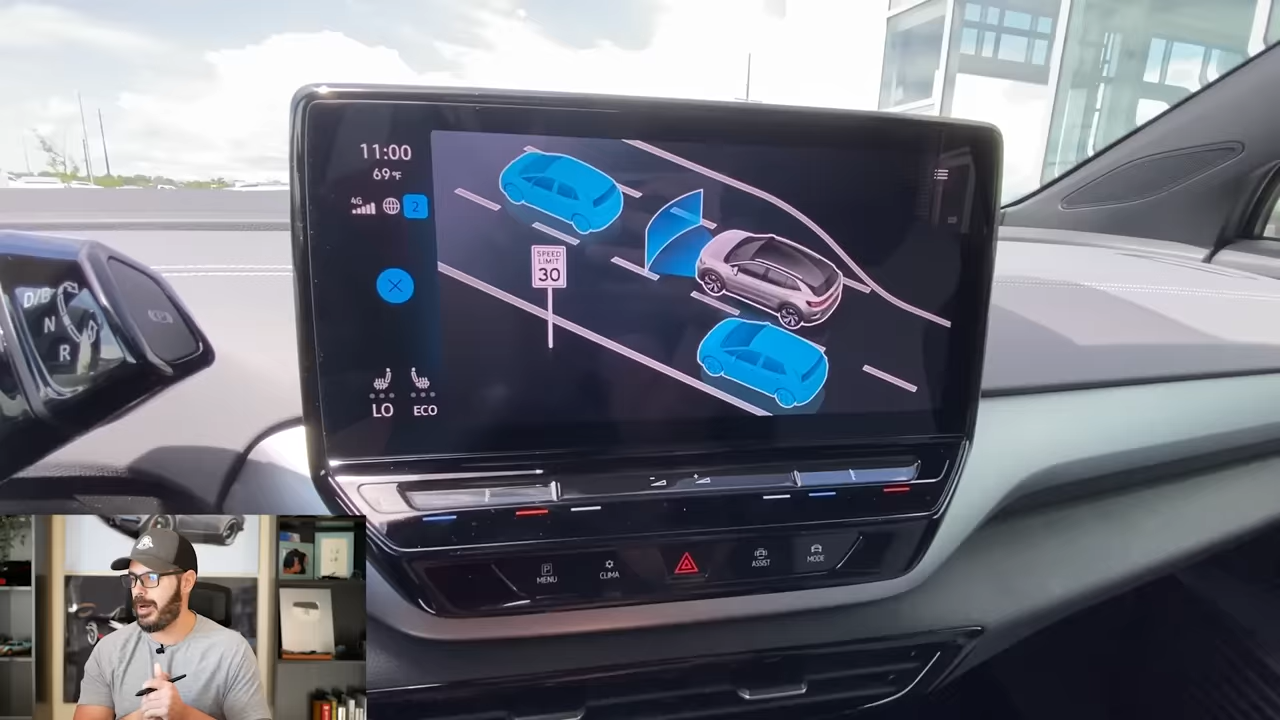 11:00
69°F
4G
2
SPEED
LIMIT
30
LO
ECO
D/B
N
R
P
MENU
CLIMA
ASSIST
MODE